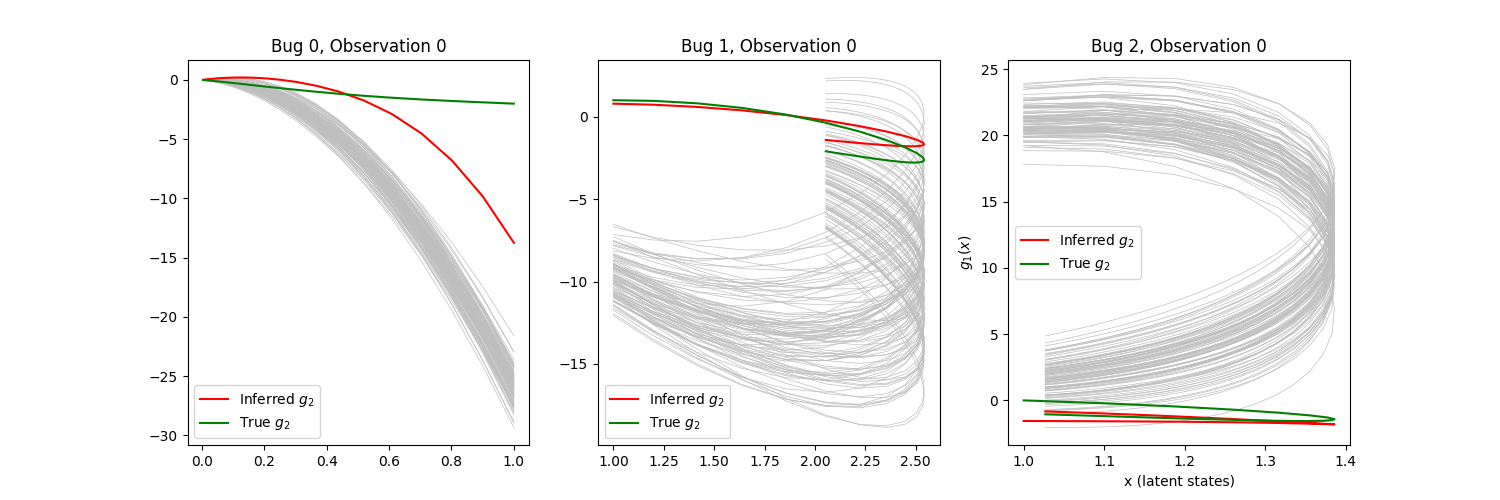 Bug 0, Observation 0
0
−5
−10
−15
−20
−25
−30
0.0 0.2 0.4 0.6 0.8 1.0
Inferred g₂
True g₂
Bug 1, Observation 0
0
−5
−10
−15
1.00 1.25 1.50 1.75 2.00 2.25 2.50
Inferred g₂
True g₂
Bug 2, Observation 0
25
20
15
10
5
0
g₁(x)
1.0 1.1 1.2 1.3 1.4
x (latent states)
Inferred g₂
True g₂